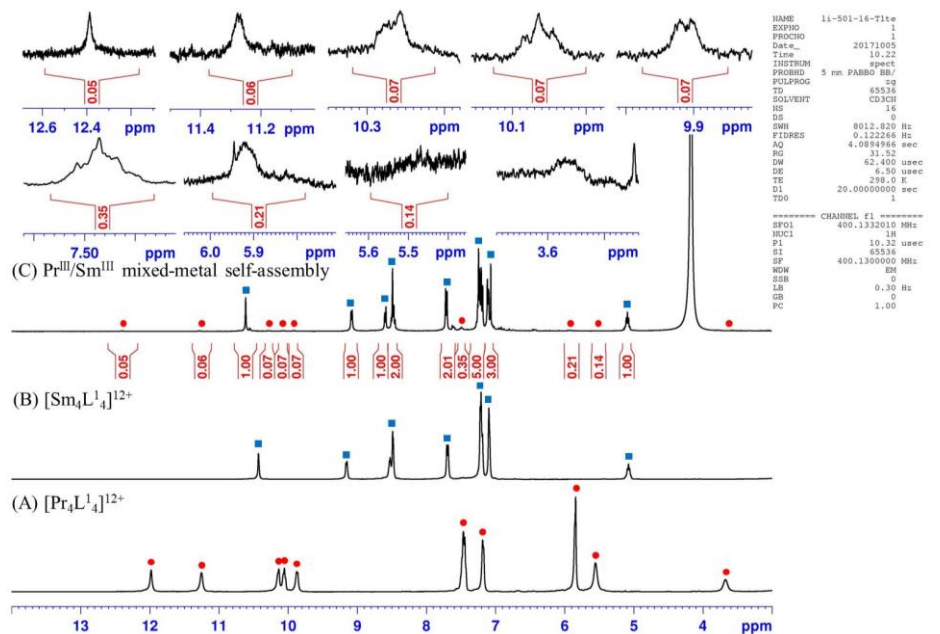 0.05
0.06
0.07
0.07
0.07
12.6 12.4 ppm
11.4 11.2 ppm
10.3 ppm
10.1 ppm
9.9 ppm
0.35
0.21
0.14
7.50 ppm
6.0 5.9 ppm
5.6 5.5 ppm
3.6 ppm
(C) Prᴵᴵᴵ/Smᴵᴵᴵ mixed-metal self-assembly
0.05 0.06 1.00 0.07 0.07 0.07 1.00 1.00 2.00 2.01 0.35 5.00 3.00 0.21 0.14 1.00
(B) [Sm₄L¹₄]¹²⁺
(A) [Pr₄L¹₄]¹²⁺
13 12 11 10 9 8 7 6 5 4 ppm
NAME li-501-16-T1te
EXPNO 1
PROCNO 1
Date_ 20171005
Time 10.22
INSTRUM spect
PROBHD 5 mm PABBO BB/
PULPROG zg
TD 65536
SOLVENT CD3CN
NS 16
DS 0
SWH 8012.820 Hz
FIDRES 0.122266 Hz
AQ 4.0894966 sec
RG 31.52
DW 62.400 usec
DE 6.50 usec
TE 298.0 K
D1 20.00000000 sec
TD0 1
======== CHANNEL f1 ========
SFO1 400.1332010 MHz
NUC1 1H
P1 10.32 usec
SI 65536
SF 400.1300000 MHz
WDW EM
SSB 0
LB 0.30 Hz
GB 0
PC 1.00